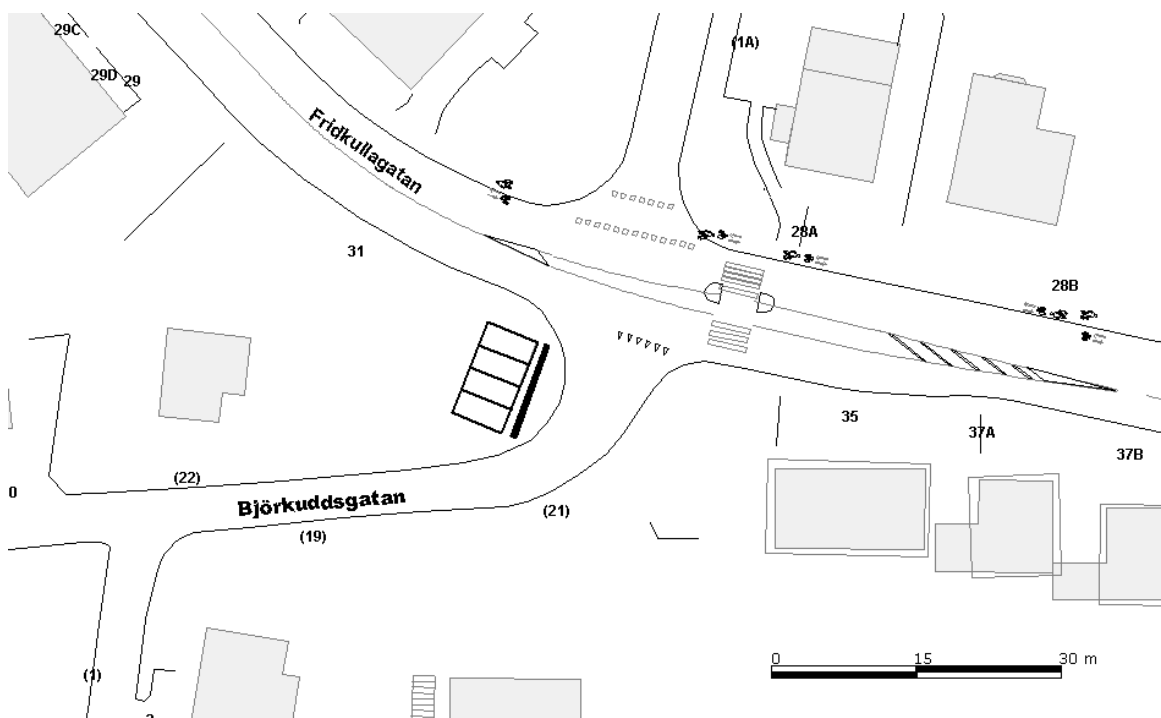 29C
(1A)
29D 29
Fridkullagatan
28A
31
28B
35
37A
37B
(22)
0
Björkuddsgatan
(21)
(19)
(1)
0 15 30 m